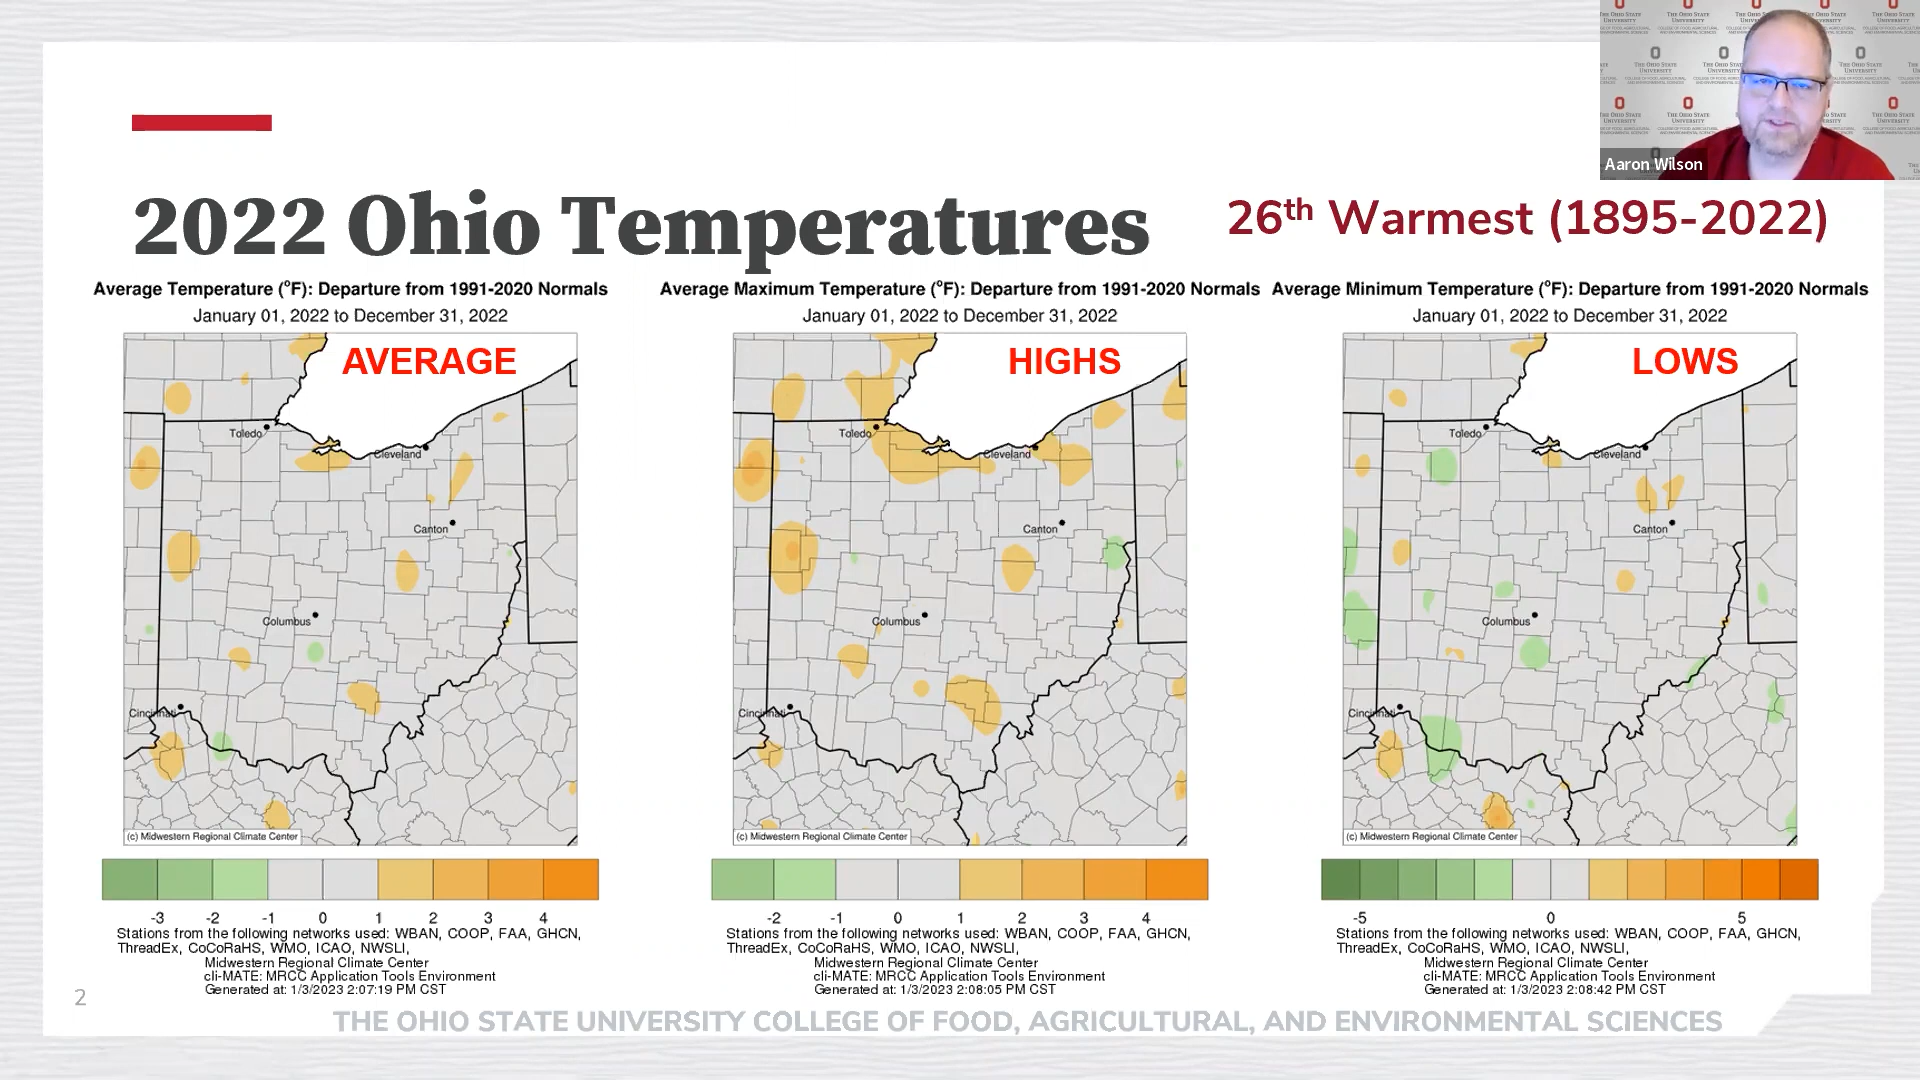 Aaron Wilson
2022 Ohio Temperatures
26th Warmest (1895-2022)
Average Temperature (°F): Departure from 1991-2020 Normals
January 01, 2022 to December 31, 2022
AVERAGE
Toledo
Cleveland
Canton
Columbus
Cincinnati
(c) Midwestern Regional Climate Center
-3 -2 -1 0 1 2 3 4
Stations from the following networks used: WBAN, COOP, FAA, GHCN,
ThreadEx, CoCoRaHS, WMO, ICAO, NWSLI,
Midwestern Regional Climate Center
cli-MATE: MRCC Application Tools Environment
Generated at: 1/3/2023 2:07:19 PM CST
Average Maximum Temperature (°F): Departure from 1991-2020 Normals
January 01, 2022 to December 31, 2022
HIGHS
Toledo
Cleveland
Canton
Columbus
Cincinnati
(c) Midwestern Regional Climate Center
-2 -1 0 1 2 3 4
Stations from the following networks used: WBAN, COOP, FAA, GHCN,
ThreadEx, CoCoRaHS, WMO, ICAO, NWSLI,
Midwestern Regional Climate Center
cli-MATE: MRCC Application Tools Environment
Generated at: 1/3/2023 2:08:05 PM CST
Average Minimum Temperature (°F): Departure from 1991-2020 Normals
January 01, 2022 to December 31, 2022
LOWS
Toledo
Cleveland
Canton
Columbus
Cincinnati
(c) Midwestern Regional Climate Center
-5 0 5
Stations from the following networks used: WBAN, COOP, FAA, GHCN,
ThreadEx, CoCoRaHS, WMO, ICAO, NWSLI,
Midwestern Regional Climate Center
cli-MATE: MRCC Application Tools Environment
Generated at: 1/3/2023 2:08:42 PM CST
2
THE OHIO STATE UNIVERSITY COLLEGE OF FOOD, AGRICULTURAL, AND ENVIRONMENTAL SCIENCES